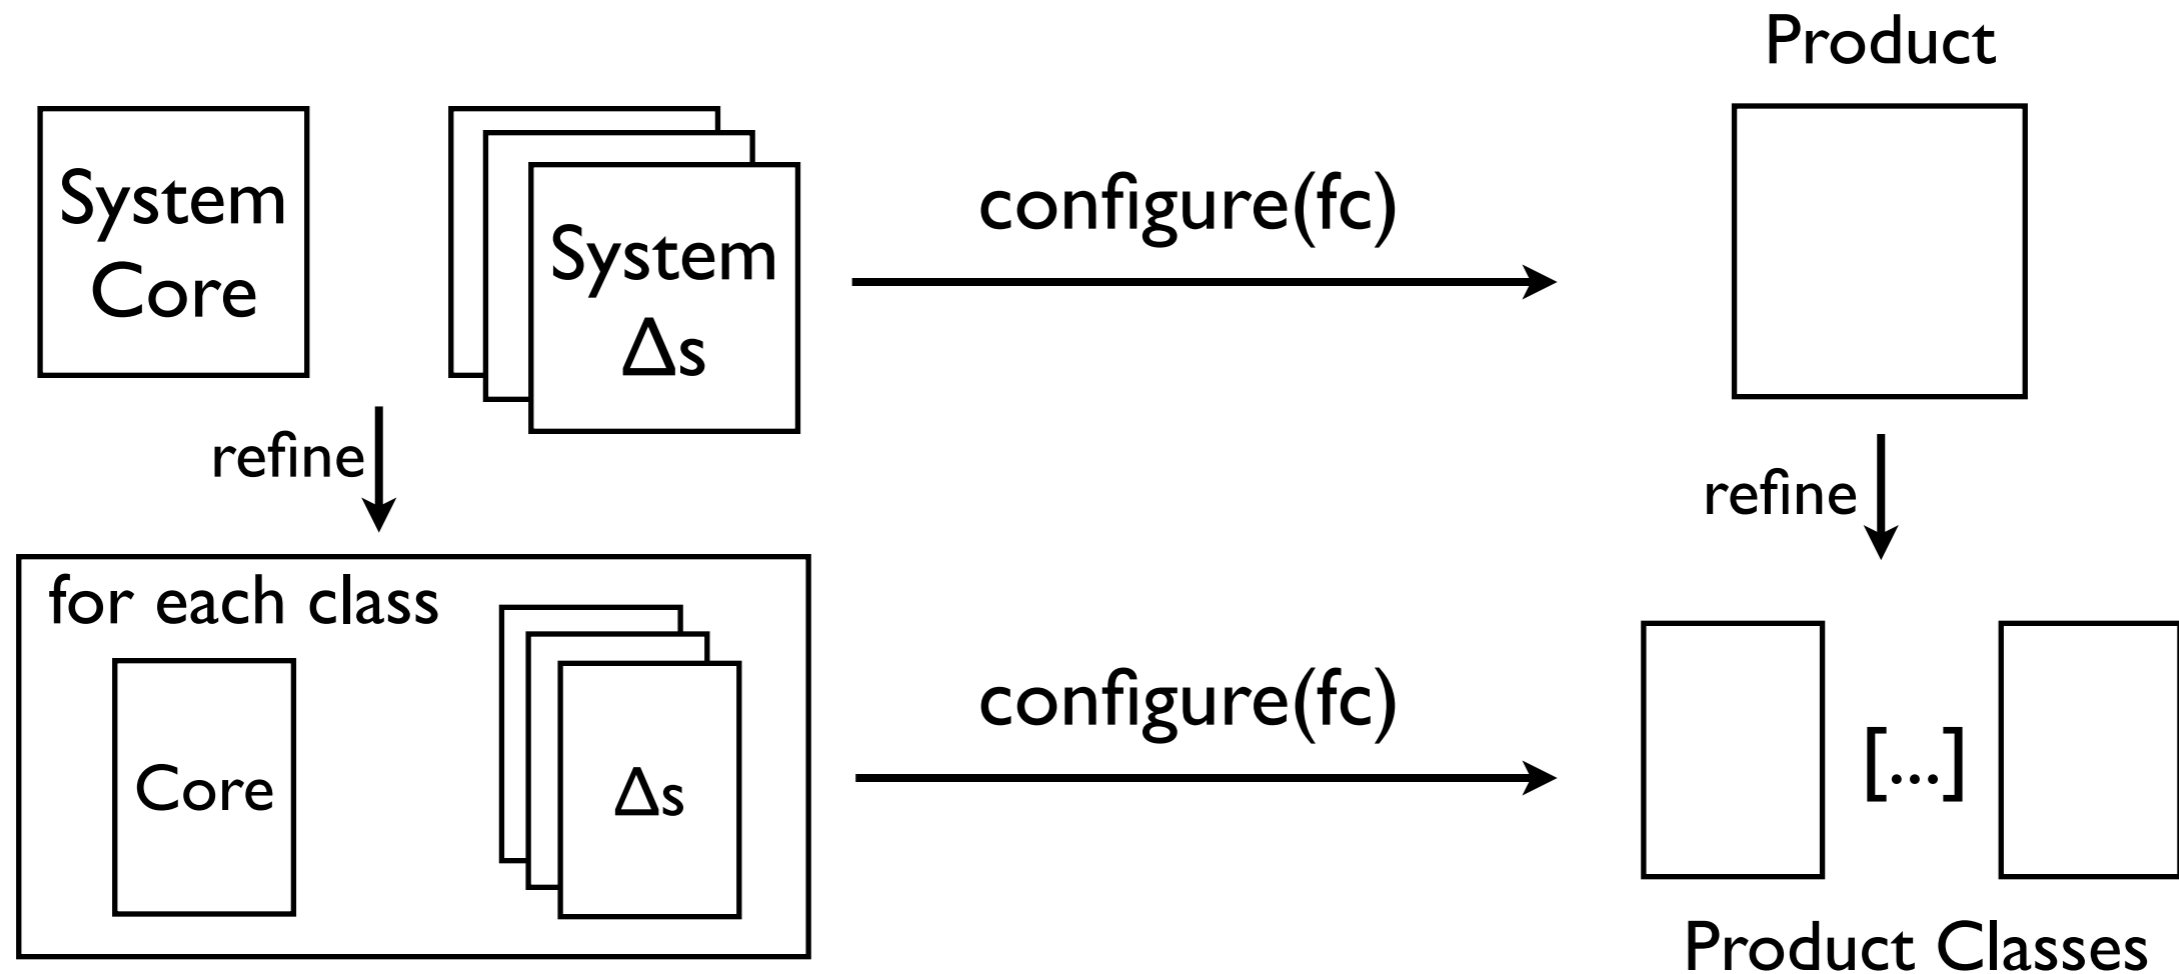 Product
System
Core
System
Δs
configure(fc)
refine
refine
for each class
Core
Δs
configure(fc)
[...]
Product Classes